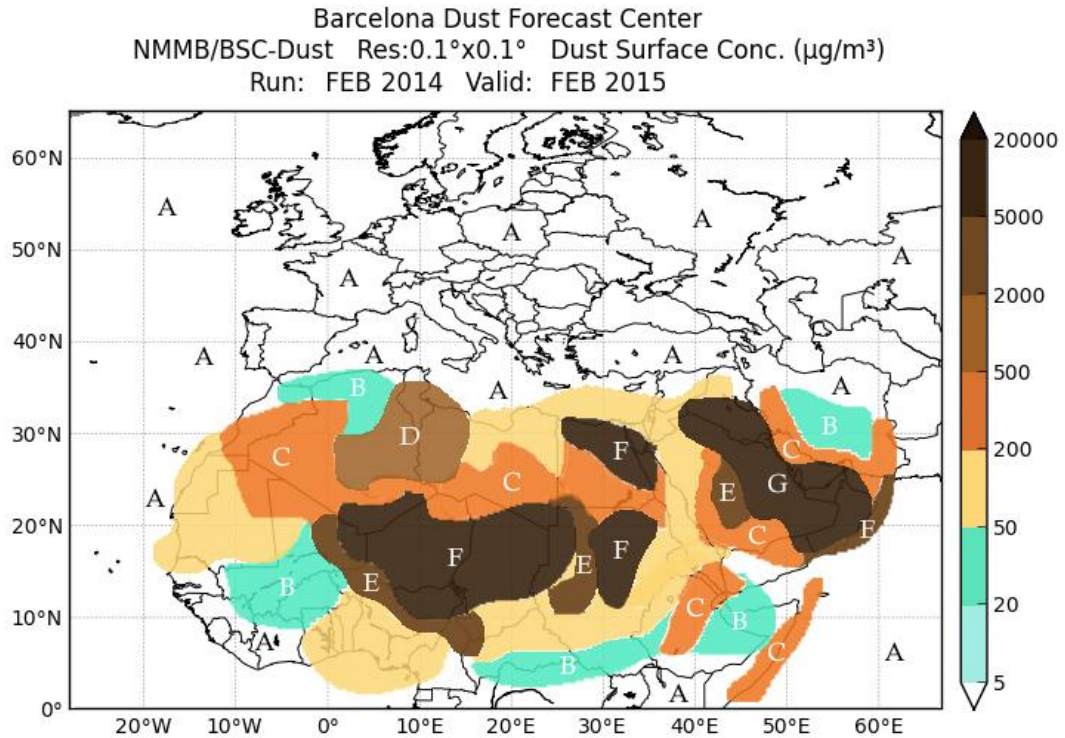 Barcelona Dust Forecast Center
NMMB/BSC-Dust Res:0.1°x0.1° Dust Surface Conc. (µg/m³)
Run: FEB 2014 Valid: FEB 2015
60°N
50°N
40°N
30°N
20°N
10°N
0°
A
A
A
A
A
A
A
A
A
A
B
A
A
B
C
D
F
C
C
E
G
F
B
E
F
E
F
C
C
B
A
B
C
A
A
20°W
10°W
0°
10°E
20°E
30°E
40°E
50°E
60°E
20000
5000
2000
500
200
50
20
5